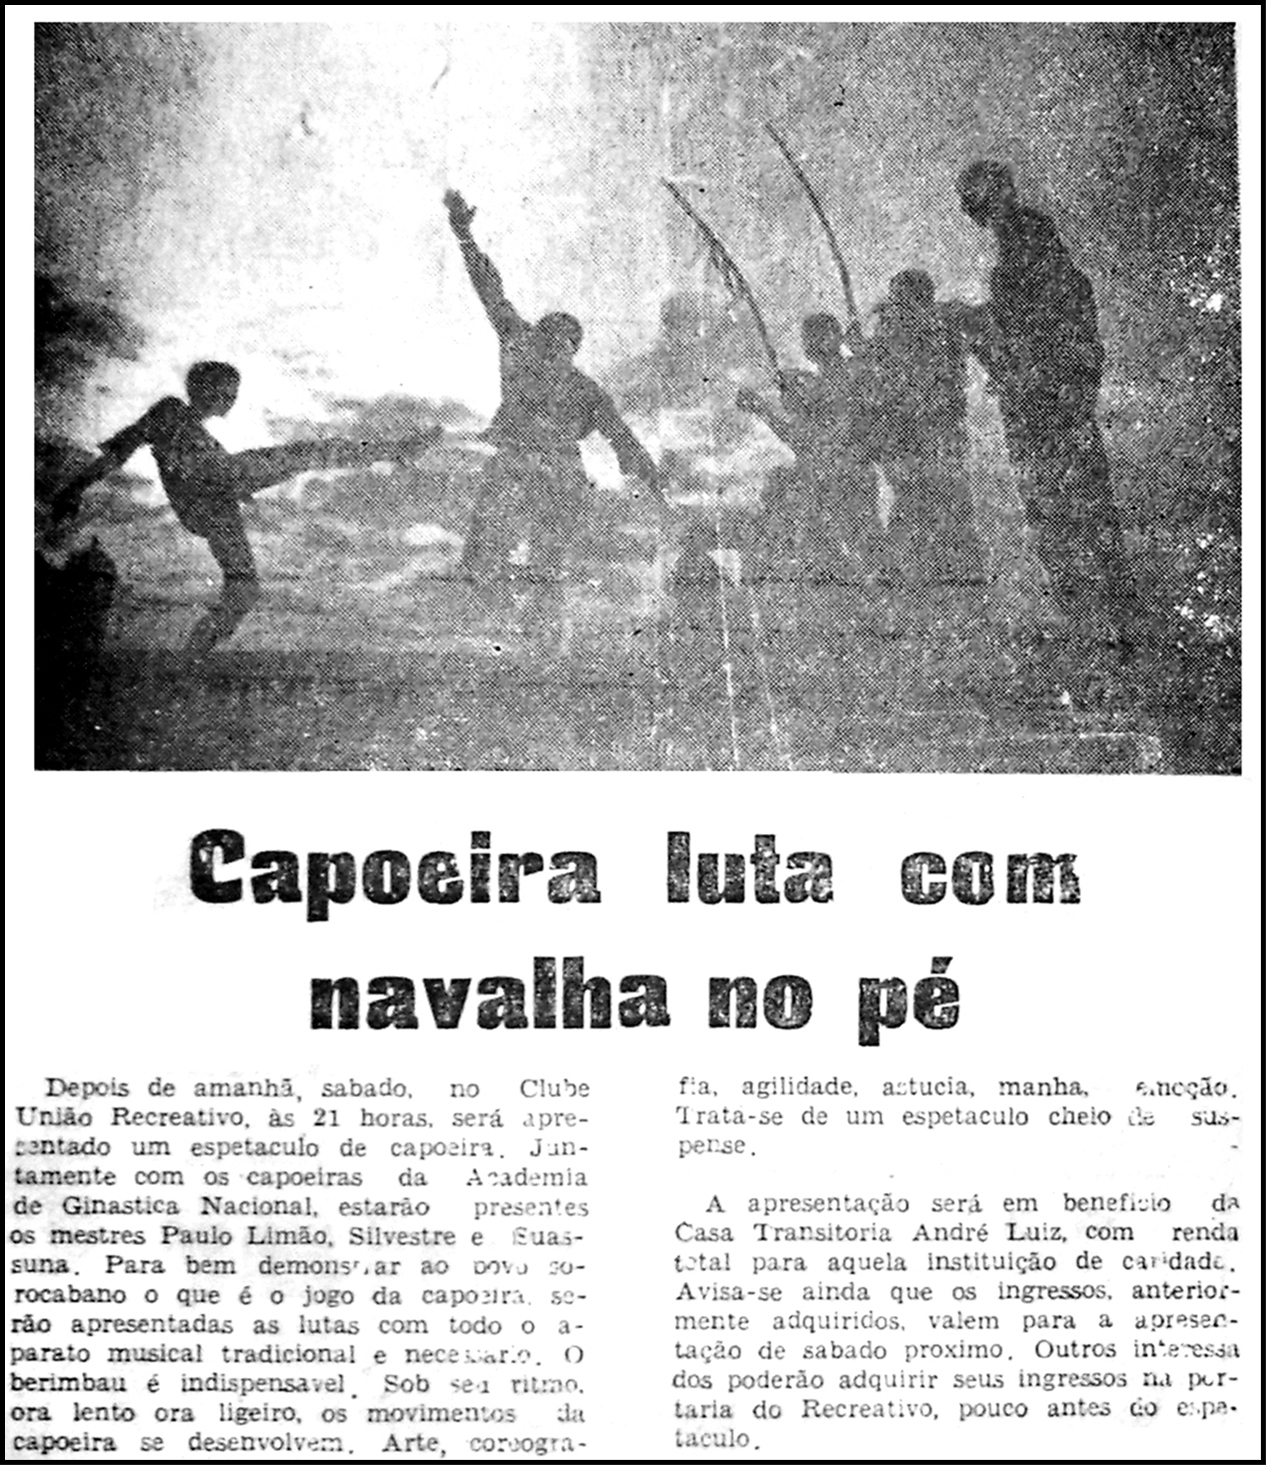 Capoeira luta com
navalha no pé
Depois de amanhã, sabado, no Clube
União Recreativo, às 21 horas, será apre-
sentado um espetaculo de capoeira. Jun-
tamente com os capoeiras da Academia
de Ginastica Nacional, estarão presentes
os mestres Paulo Limão, Silvestre e Suas-
suna. Para bem demonstrar ao povo so-
rocabano o que é o jogo da capoeira, se-
rão apresentadas as lutas com todo o a-
parato musical tradicional e necessario. O
berimbau é indispensavel. Sob seu ritmo,
ora lento ora ligeiro, os movimentos da
capoeira se desenvolvem. Arte, coreogra-
fia, agilidade, astucia, manha, emoção.
Trata-se de um espetaculo cheio de sus-
pense.
A apresentação será em beneficio da
Casa Transitoria André Luiz, com renda
total para aquela instituição de caridade.
Avisa-se ainda que os ingressos, anterior-
mente adquiridos, valem para a apresen-
tação de sabado proximo. Outros interessa
dos poderão adquirir seus ingressos na por-
taria do Recreativo, pouco antes do espe-
taculo.